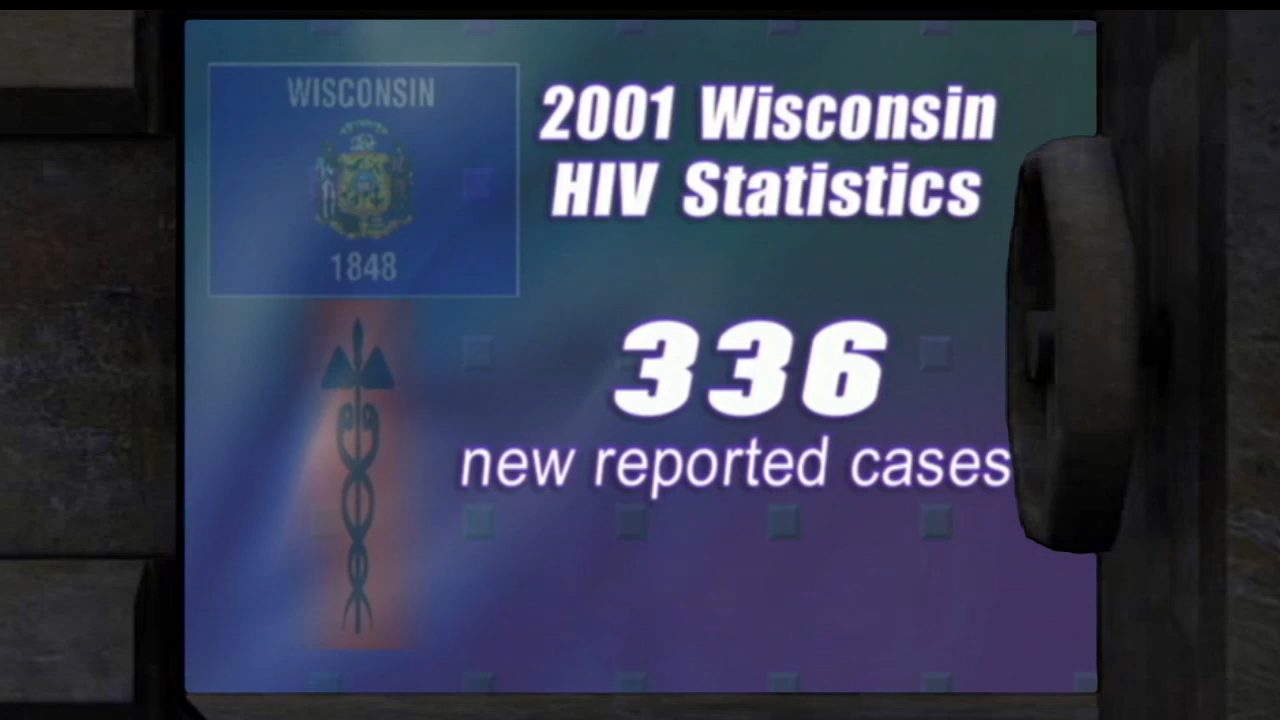 WISCONSIN
1848
2001 Wisconsin
HIV Statistics
336
new reported cases